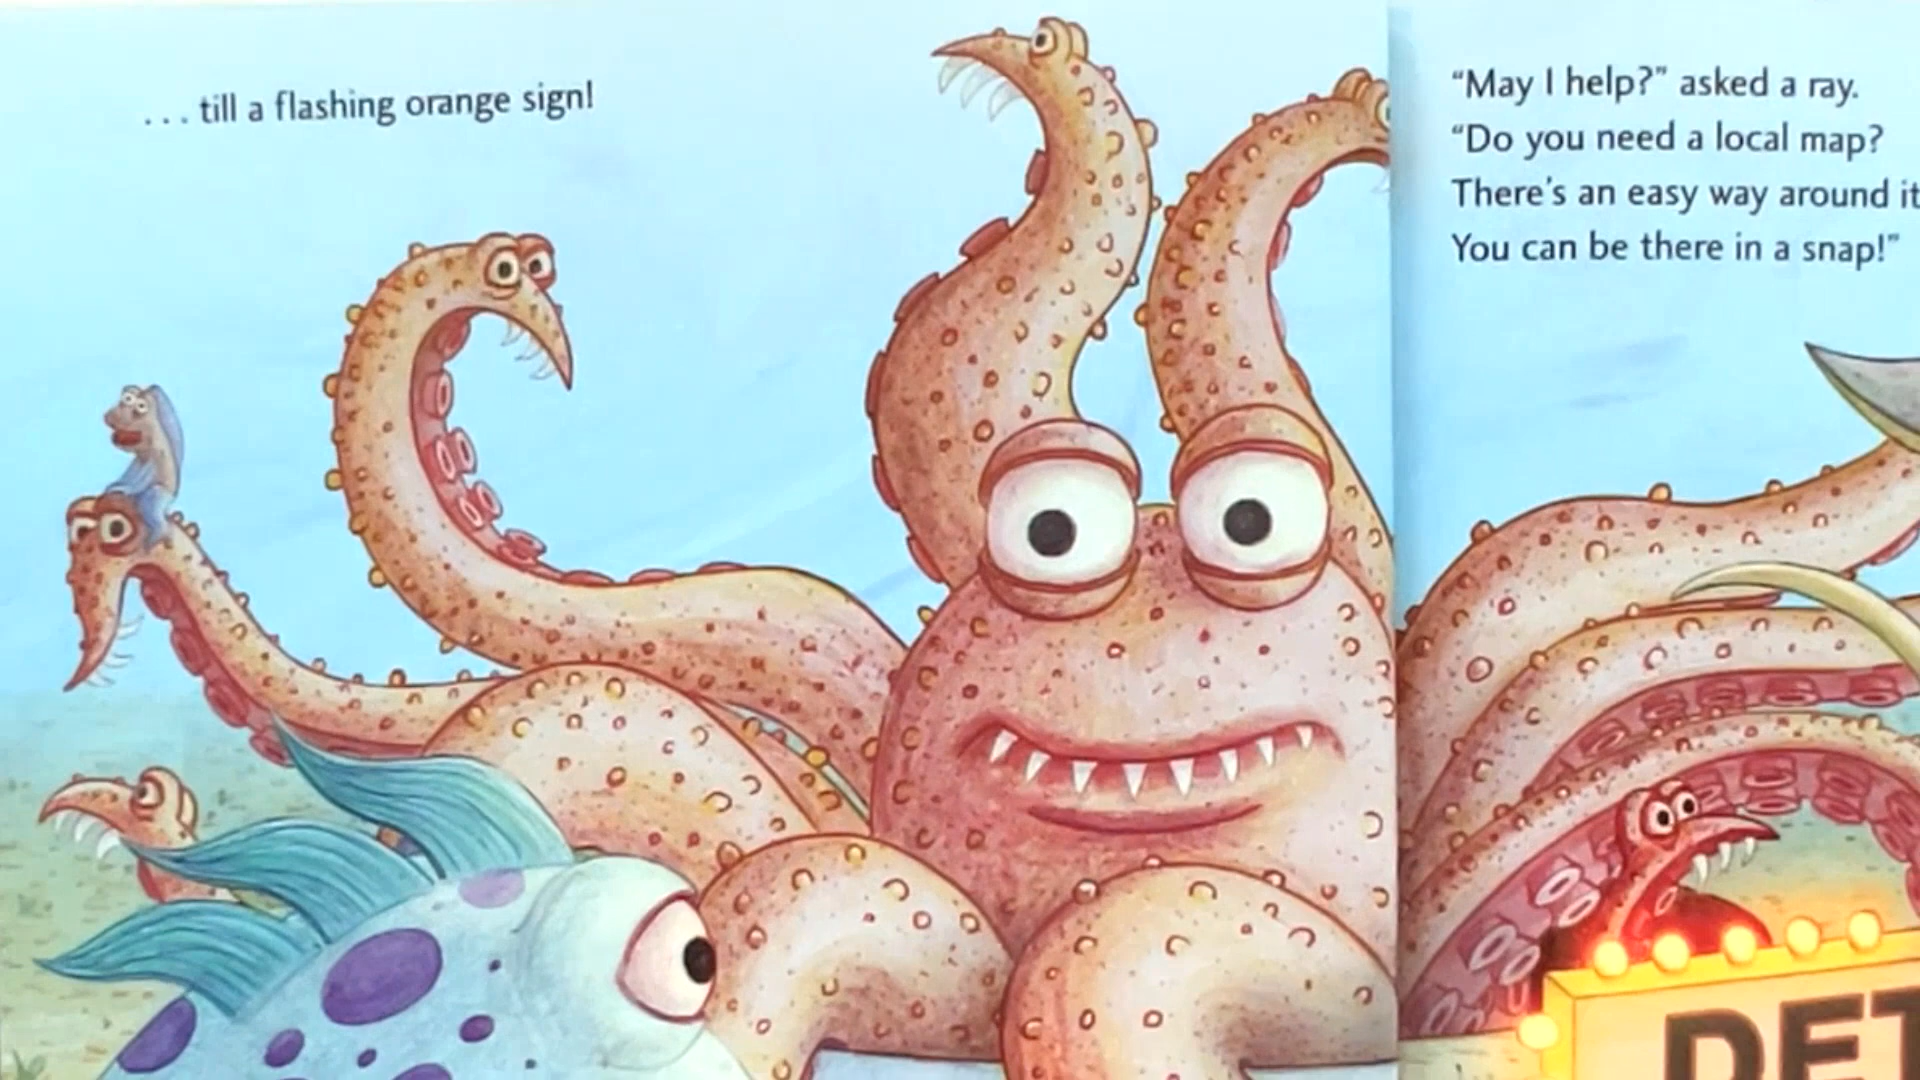 ... till a flashing orange sign!
“May I help?” asked a ray.
“Do you need a local map?
There's an easy way around it
You can be there in a snap!”
DET